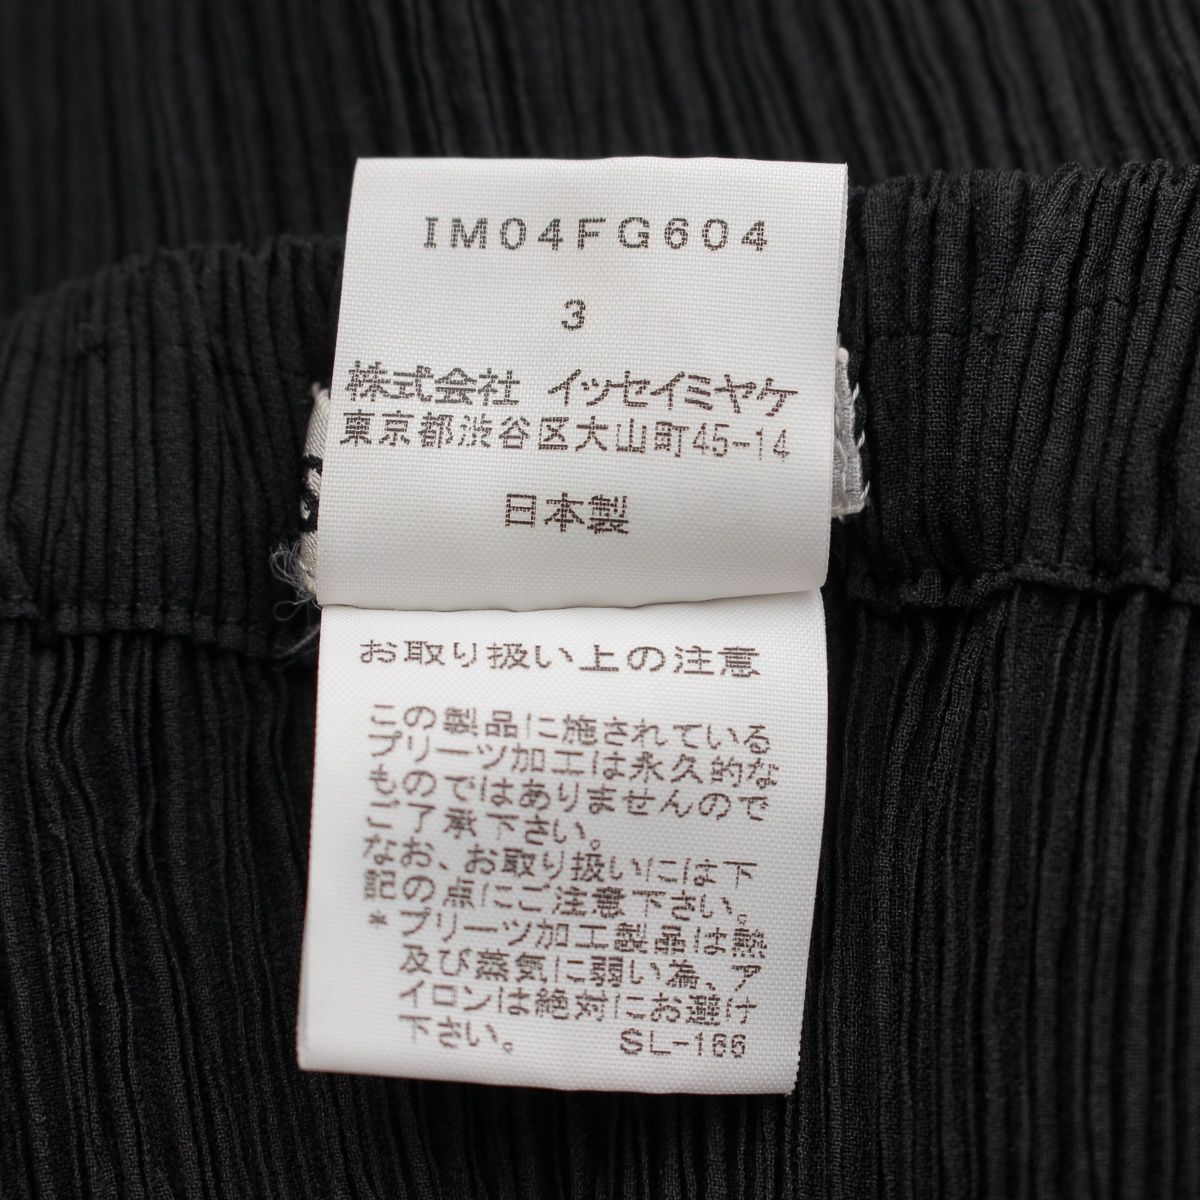 IM04FG604
3
株式会社 イッセイミヤケ
東京都渋谷区大山町45-14
日本製
お取り扱い上の注意
この製品に施されている
プリーツ加工は永久的な
ものではありませんので
ご了承下さい。
なお、お取り扱いには下
記の点にご注意下さい。
*プリーツ加工製品は熱
及び蒸気に弱い為、ア
イロンは絶対にお避け
下さい。 SL-166